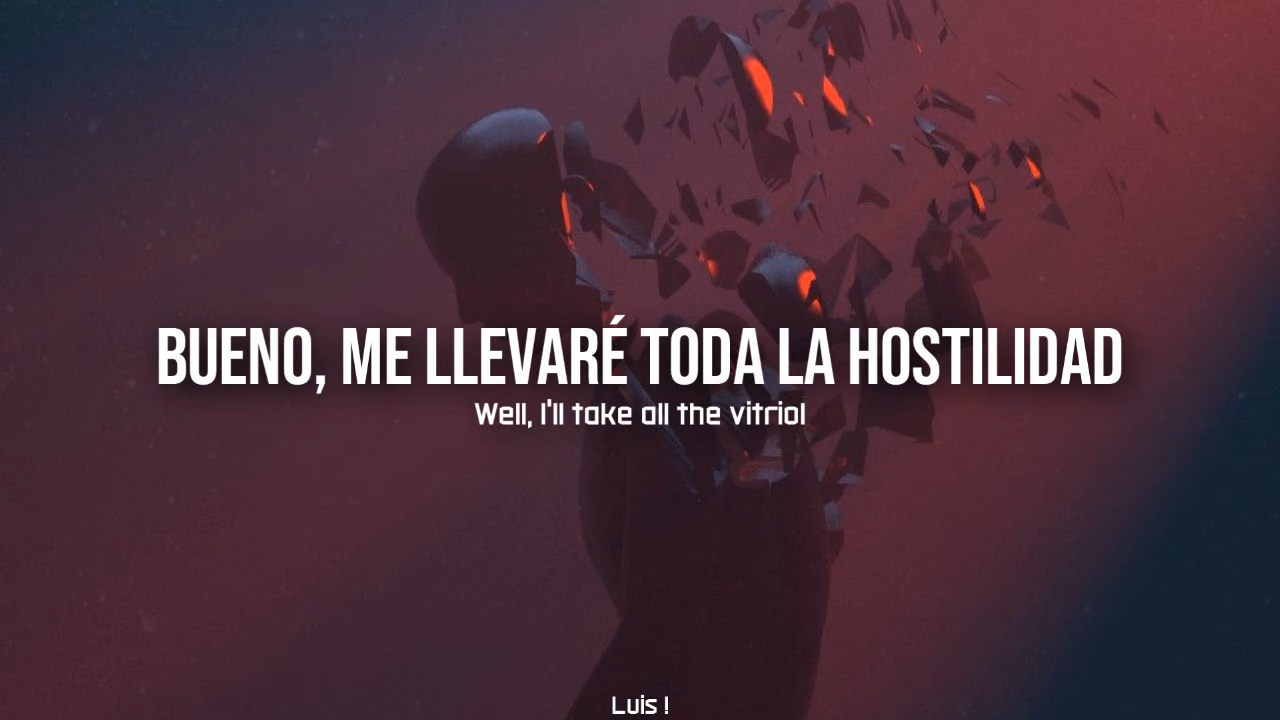 BUENO, ME LLEVARÉ TODA LA HOSTILIDAD
Well, I'll take all the vitriol
Luis !